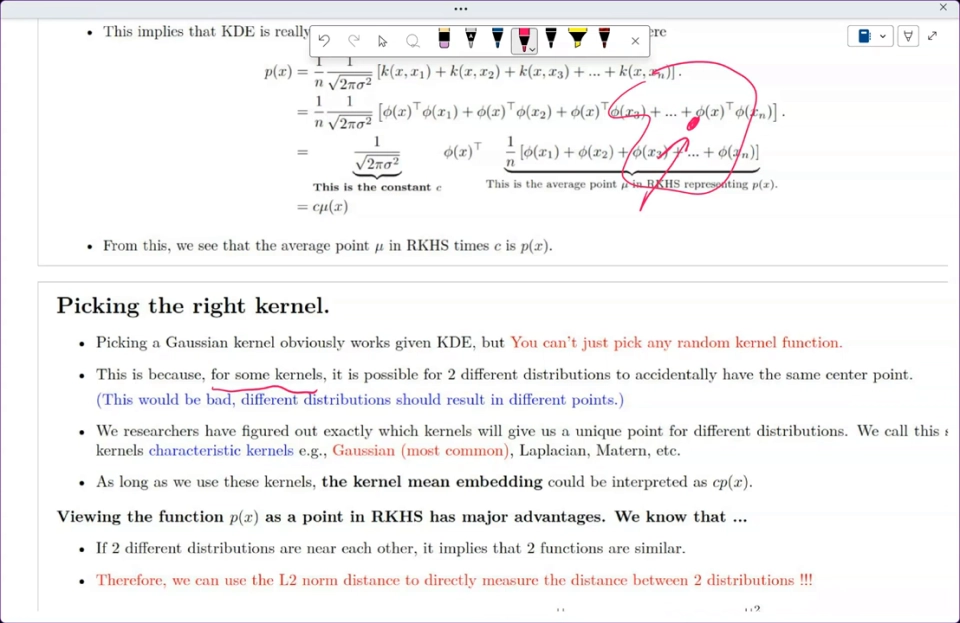 • This implies that KDE is really
p(x) = 1/n 1/√2πσ² [k(x, x₁) + k(x, x₂) + k(x, x₃) + ... + k(x, xₙ)] .
= 1/n 1/√2πσ² [ϕ(x)ᵀϕ(x₁) + ϕ(x)ᵀϕ(x₂) + ϕ(x)ᵀϕ(x₃) + ... + ϕ(x)ᵀϕ(xₙ)] .
= 1/√2πσ² ϕ(x)ᵀ 1/n [ϕ(x₁) + ϕ(x₂) + ϕ(x₃) + ... + ϕ(xₙ)]
This is the constant c This is the average point μ in RKHS representing p(x).
= cμ(x)
• From this, we see that the average point μ in RKHS times c is p(x).
Picking the right kernel.
• Picking a Gaussian kernel obviously works given KDE, but You can't just pick any random kernel function.
• This is because, for some kernels, it is possible for 2 different distributions to accidentally have the same center point.
(This would be bad, different distributions should result in different points.)
• We researchers have figured out exactly which kernels will give us a unique point for different distributions. We call this
kernels characteristic kernels e.g., Gaussian (most common), Laplacian, Matern, etc.
• As long as we use these kernels, the kernel mean embedding could be interpreted as cp(x).
Viewing the function p(x) as a point in RKHS has major advantages. We know that ...
• If 2 different distributions are near each other, it implies that 2 functions are similar.
• Therefore, we can use the L2 norm distance to directly measure the distance between 2 distributions !!!